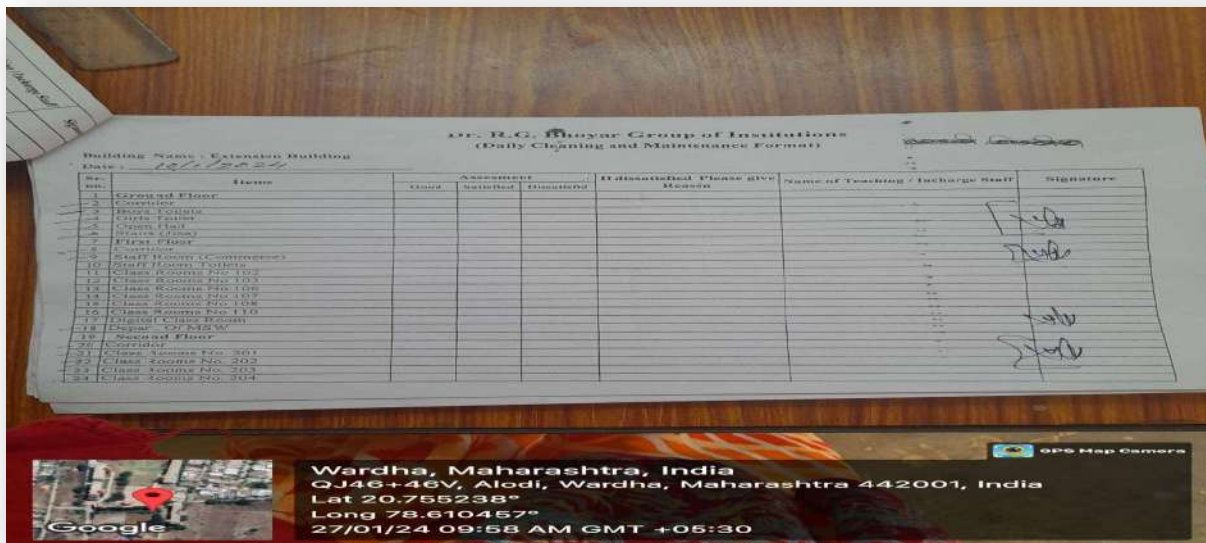 Dr. R.G. Bhoyar Group of Institutions
(Daily Cleaning and Maintenance Format)
Building Name : Extension Building
Date :
Sr. no. Items Assesment If dissatisfied Please give Reason Name of Teaching / Incharge Staff Signature
Good Satisfied Dissatisfid
Ground Floor
2 Corridor
3 Boys Toilets
4 Girls Toilet
5 Open Hall
6 Stairs (Jina)
7 First Floor
8 Corridor
9 Staff Room (Commerce)
10 Staff Room Toilets
11 Class Rooms No 102
12 Class Rooms No 103
13 Class Rooms No 106
14 Class Rooms No 107
15 Class Rooms No 108
16 Class Rooms No 110
17 Digital Class Room
18 Depar. Of MSW
19 Second Floor
20 Corridor
21 Class Rooms No. 201
22 Class Rooms No. 202
23 Class Rooms No. 203
24 Class Rooms No. 204
GPS Map Camera
Wardha, Maharashtra, India
QJ46+46V, Alodi, Wardha, Maharashtra 442001, India
Lat 20.755238°
Long 78.610457°
27/01/24 09:58 AM GMT +05:30
Google